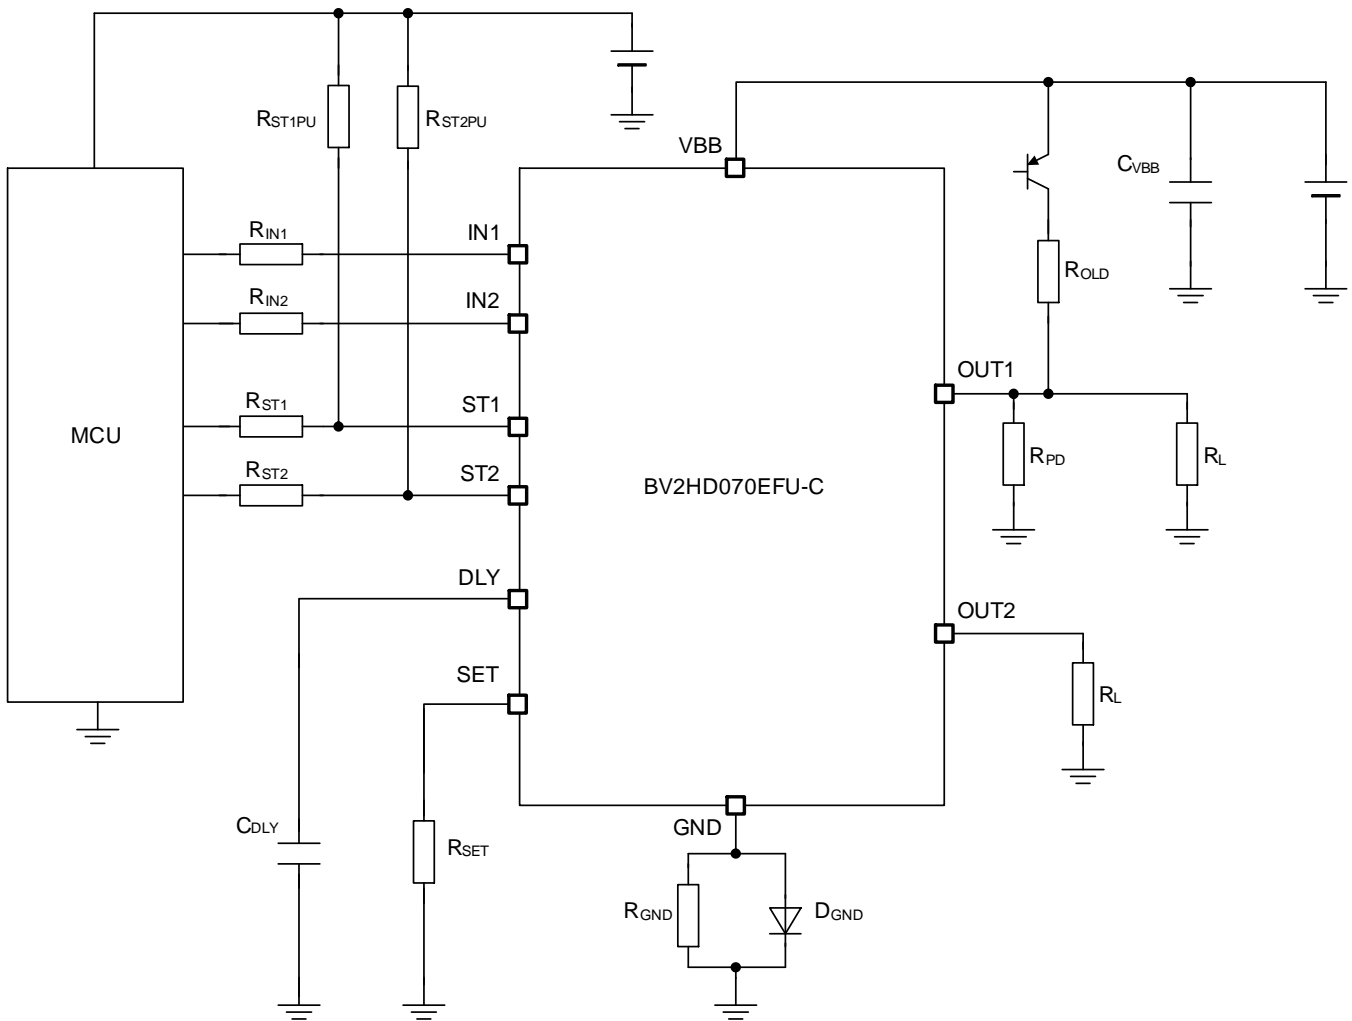 RST1PU
RST2PU
VBB
CVBB
RIN1
IN1
ROLD
RIN2
IN2
OUT1
RST1
ST1
MCU
RPD
RL
RST2
ST2
BV2HD070EFU-C
DLY
OUT2
SET
RL
CDLY
GND
RSET
RGND
DGND